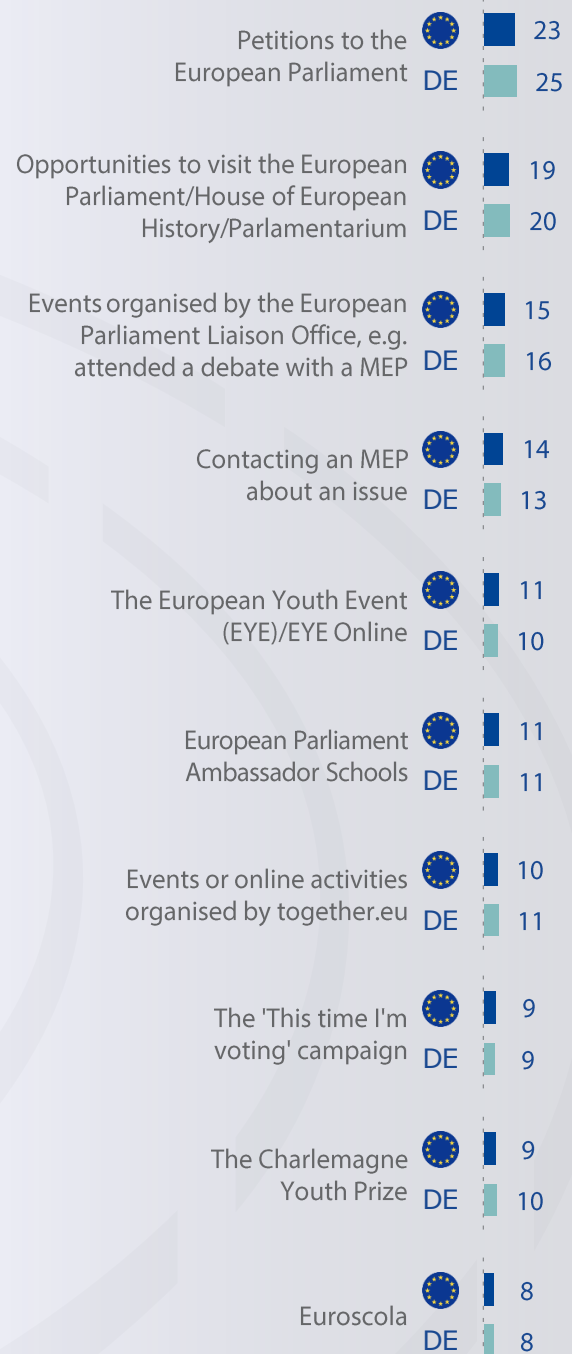 Petitions to the
European Parliament
23
DE
25
Opportunities to visit the European
Parliament/House of European
History/Parlamentarium
19
DE
20
Events organised by the European
Parliament Liaison Office, e.g.
attended a debate with a MEP
15
DE
16
Contacting an MEP
about an issue
14
DE
13
The European Youth Event
(EYE)/EYE Online
11
DE
10
European Parliament
Ambassador Schools
11
DE
11
Events or online activities
organised by together.eu
10
DE
11
The 'This time I'm
voting' campaign
9
DE
9
The Charlemagne
Youth Prize
9
DE
10
Euroscola
8
DE
8